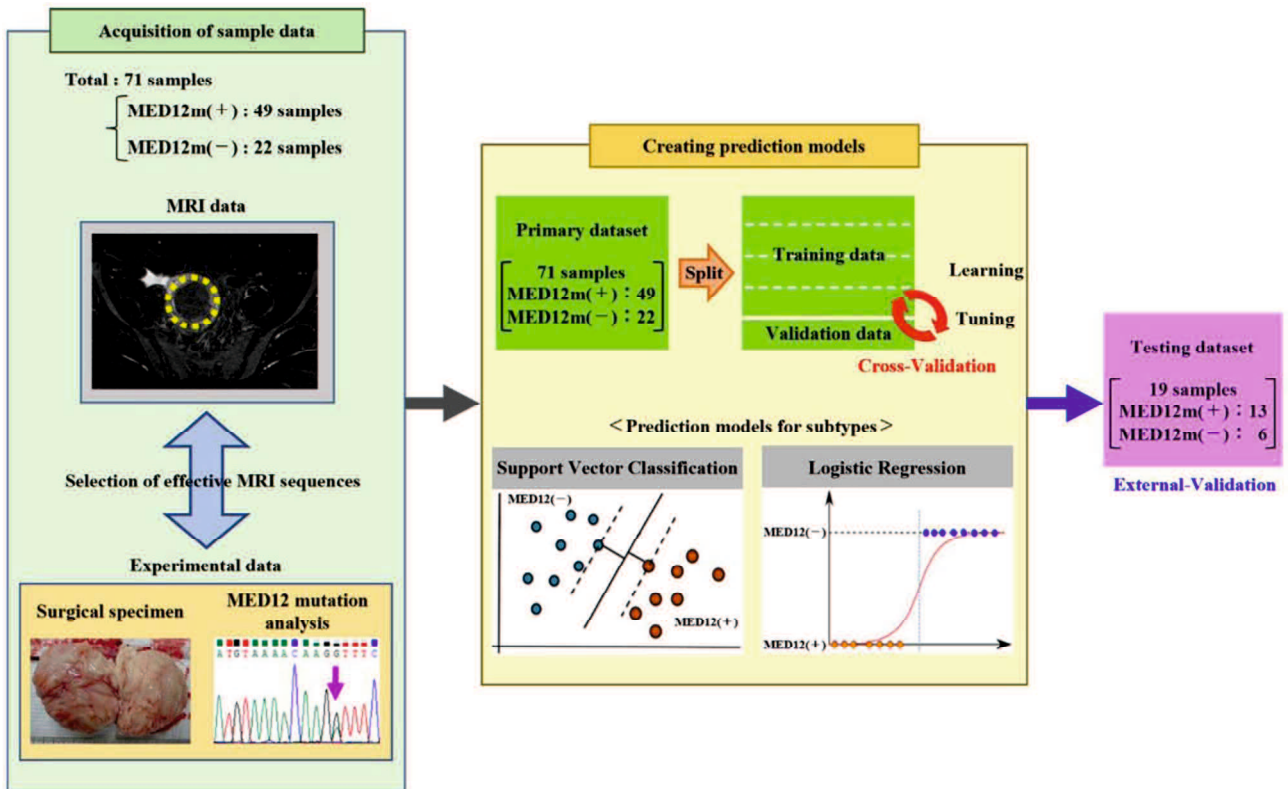 Acquisition of sample data
Total : 71 samples
MED12m(+) : 49 samples
MED12m(−) : 22 samples
MRI data
Selection of effective MRI sequences
Experimental data
Surgical specimen
MED12 mutation
analysis
ATGTAAAACAAGGTTTC
Creating prediction models
Primary dataset
71 samples
MED12m(+) : 49
MED12m(−) : 22
Split
Training data
Validation data
Learning
Tuning
Cross-Validation
<Prediction models for subtypes>
Support Vector Classification
MED12(−)
MED12(+)
Logistic Regression
MED12(−)
MED12(+)
Testing dataset
19 samples
MED12m(+) : 13
MED12m(−) : 6
External-Validation